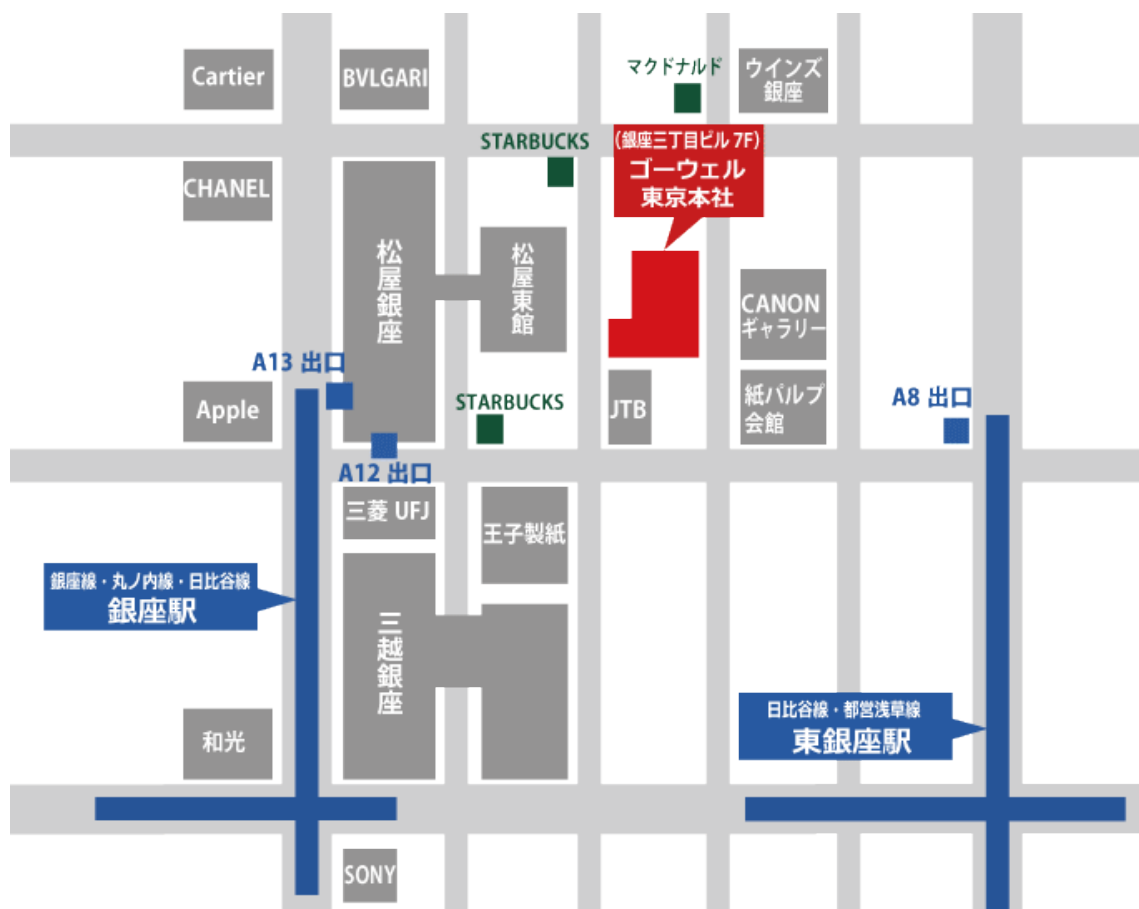 Cartier
BVLGARI
マクドナルド
ウインズ
銀座
STARBUCKS
(銀座三丁目ビル 7F)
ゴーウェル
東京本社
CHANEL
松屋銀座
松屋東館
CANON
ギャラリー
A13 出口
Apple
STARBUCKS
JTB
紙パルプ
会館
A8 出口
A12 出口
三菱 UFJ
王子製紙
銀座線・丸ノ内線・日比谷線
銀座駅
三越銀座
和光
日比谷線・都営浅草線
東銀座駅
SONY